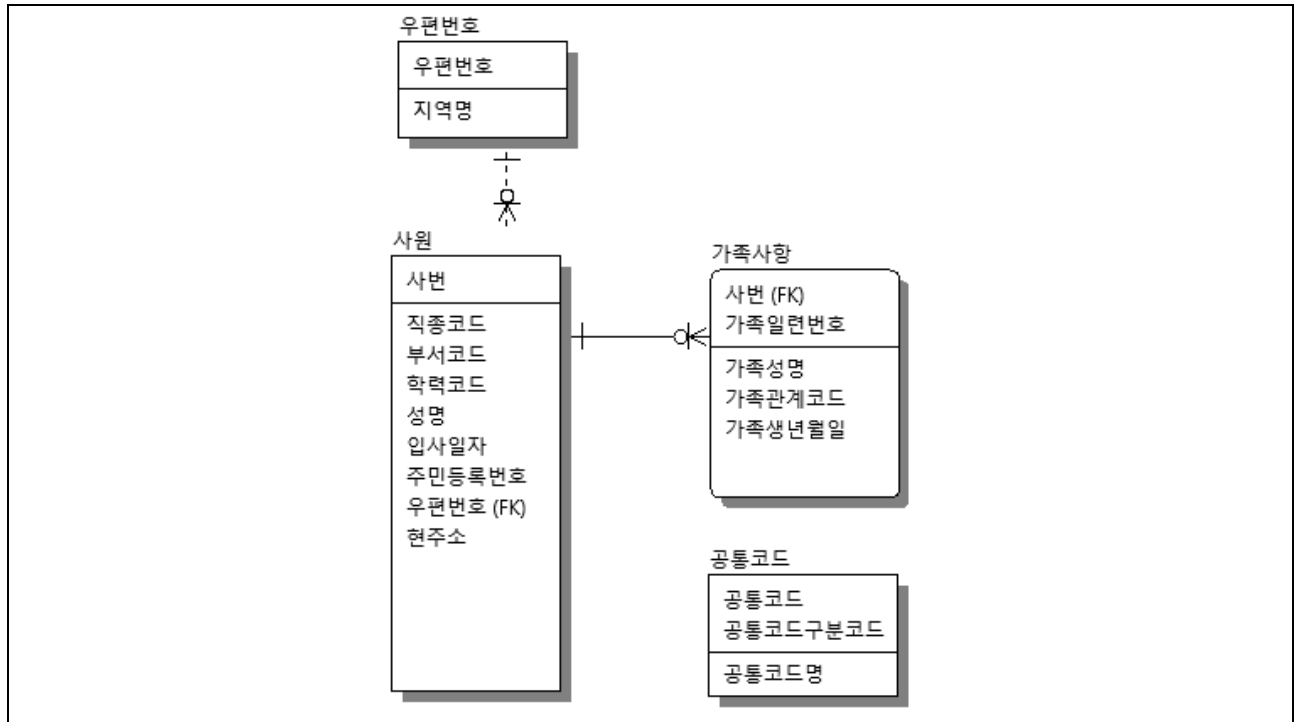 우편번호
우편번호
지역명
사원
사번
직종코드
부서코드
학력코드
성명
입사일자
주민등록번호
우편번호 (FK)
현주소
가족사항
사번 (FK)
가족일련번호
가족성명
가족관계코드
가족생년월일
공통코드
공통코드
공통코드구분코드
공통코드명